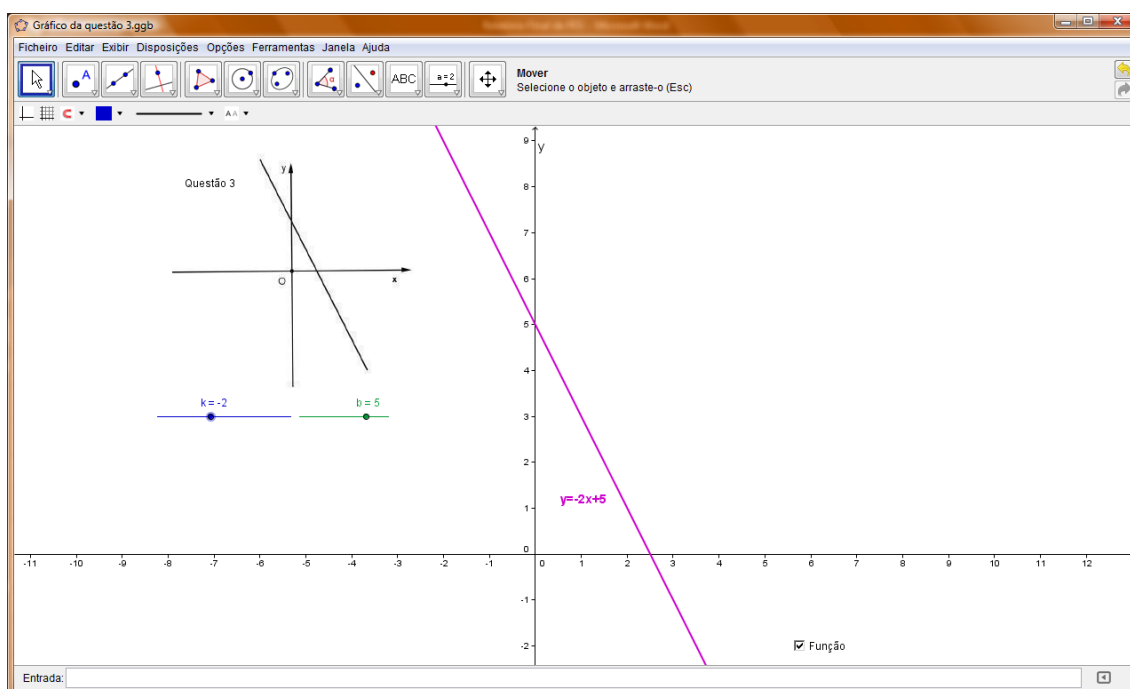 Gráfico da questão 3.ggb
Ficheiro Editar Exibir Disposições Opções Ferramentas Janela Ajuda
A
α
ABC
a=2
Mover
Selecione o objeto e arraste-o (Esc)
A A
Questão 3
y
O
x
k = -2
b = 5
y
9
8
7
6
5
4
3
2
1
0
-1
-2
y=-2x+5
-11 -10 -9 -8 -7 -6 -5 -4 -3 -2 -1 0 1 2 3 4 5 6 7 8 9 10 11 12
Função
Entrada: